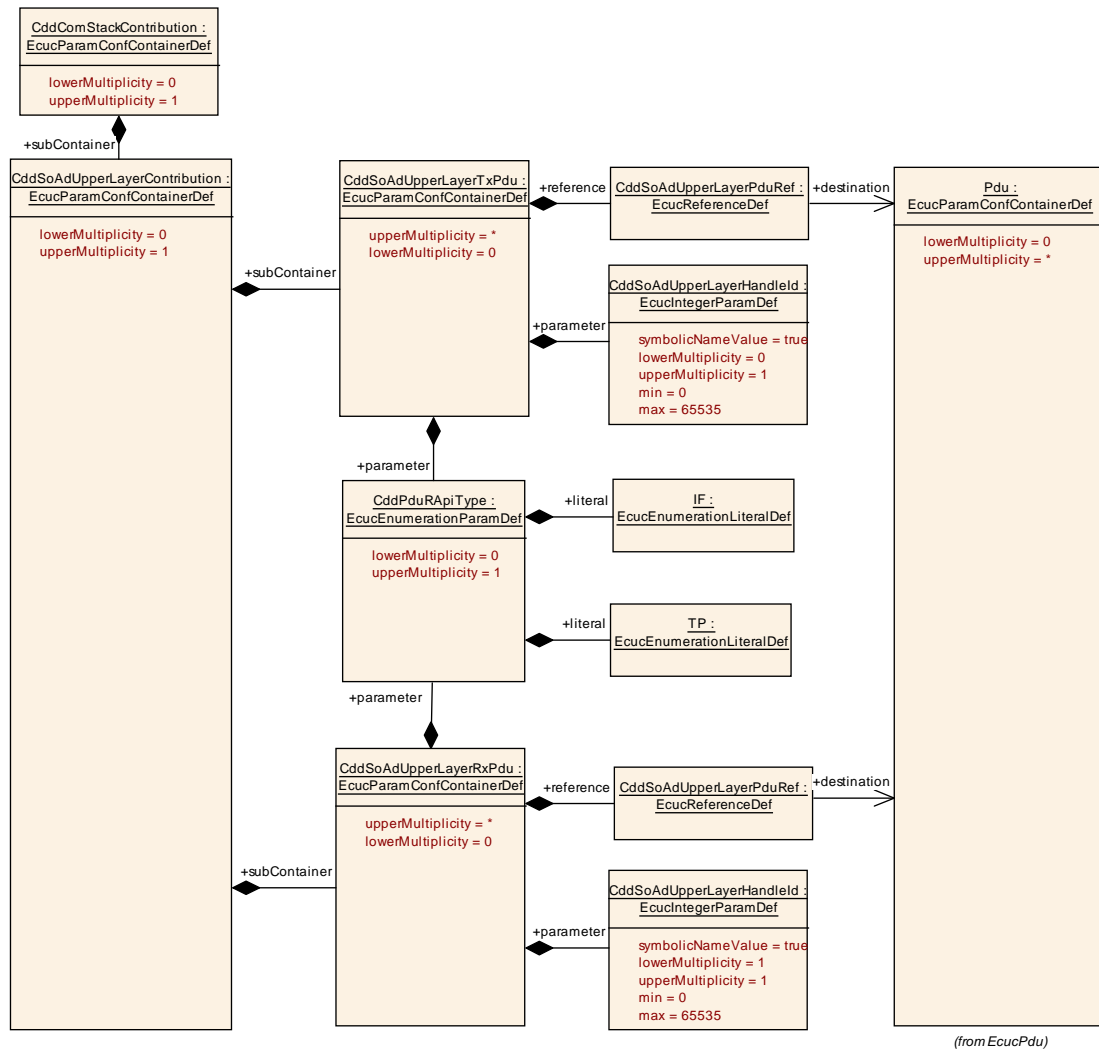 CddComStackContribution :
EcucParamConfContainerDef
lowerMultiplicity = 0
upperMultiplicity = 1
+subContainer
CddSoAdUpperLayerContribution :
EcucParamConfContainerDef
lowerMultiplicity = 0
upperMultiplicity = 1
+subContainer
CddSoAdUpperLayerTxPdu :
EcucParamConfContainerDef
upperMultiplicity = *
lowerMultiplicity = 0
+reference
CddSoAdUpperLayerPduRef :
EcucReferenceDef
+destination
Pdu :
EcucParamConfContainerDef
lowerMultiplicity = 0
upperMultiplicity = *
+parameter
CddSoAdUpperLayerHandleId :
EcucIntegerParamDef
symbolicNameValue = true
lowerMultiplicity = 0
upperMultiplicity = 1
min = 0
max = 65535
+parameter
CddPduRApiType :
EcucEnumerationParamDef
lowerMultiplicity = 0
upperMultiplicity = 1
+literal
IF :
EcucEnumerationLiteralDef
+literal
TP :
EcucEnumerationLiteralDef
+parameter
CddSoAdUpperLayerRxPdu :
EcucParamConfContainerDef
upperMultiplicity = *
lowerMultiplicity = 0
+subContainer
+reference
CddSoAdUpperLayerPduRef :
EcucReferenceDef
+destination
+parameter
CddSoAdUpperLayerHandleId :
EcucIntegerParamDef
symbolicNameValue = true
lowerMultiplicity = 1
upperMultiplicity = 1
min = 0
max = 65535
(from EcucPdu)